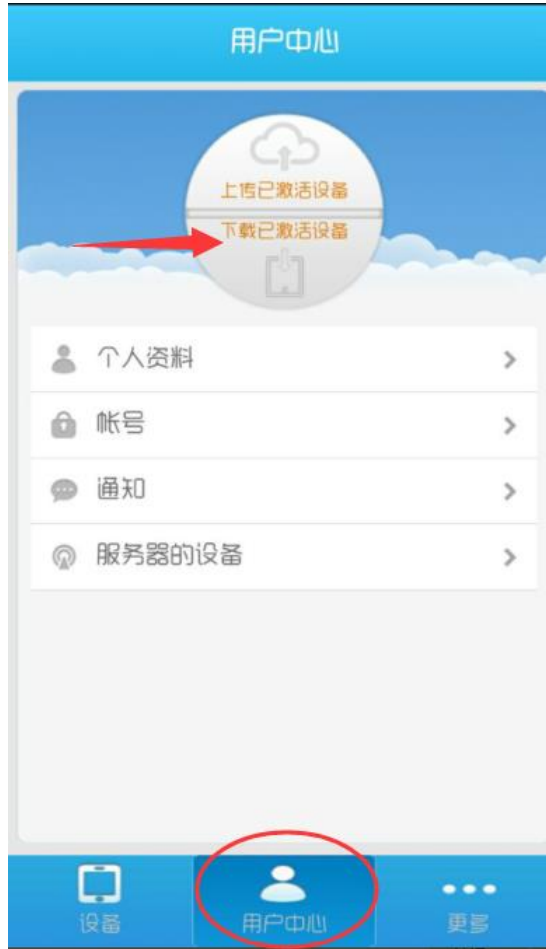 用户中心
上传已激活设备
下载已激活设备
个人资料
帐号
通知
服务器的设备
设备
用户中心
更多